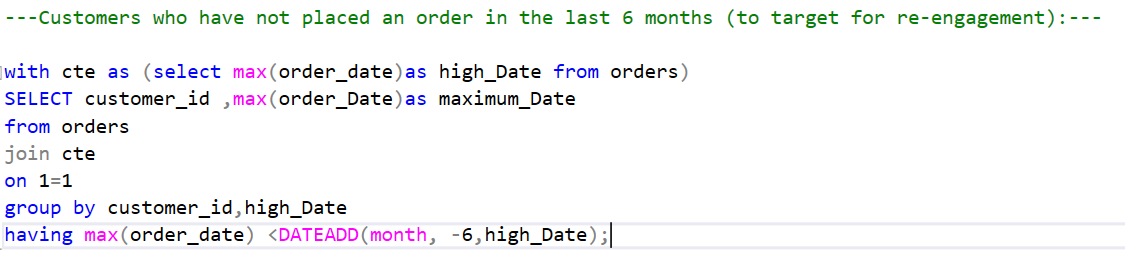 ---Customers who have not placed an order in the last 6 months (to target for re-engagement):---
with cte as (select max(order_date)as high_Date from orders)
SELECT customer_id ,max(order_Date)as maximum_Date
from orders
join cte
on 1=1
group by customer_id,high_Date
having max(order_date) <DATEADD(month, -6,high_Date);